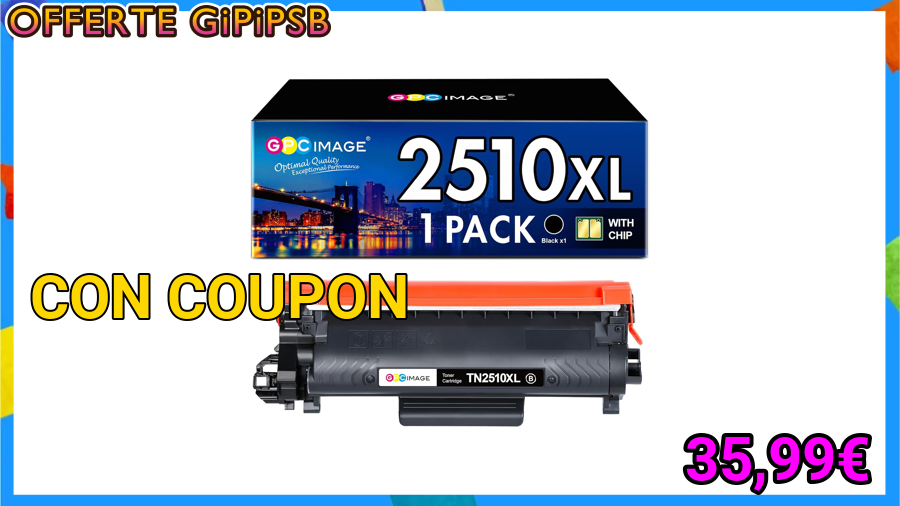 OFFERTE GiPiPSB
GPC IMAGE®
GPC IMAGE®
Optimal Quality
Exceptional Performance
2510XL
1 PACK
Black x1
WITH
CHIP
CON COUPON
GPC IMAGE
Toner
Cartridge
TN2510XL
B
35,99€